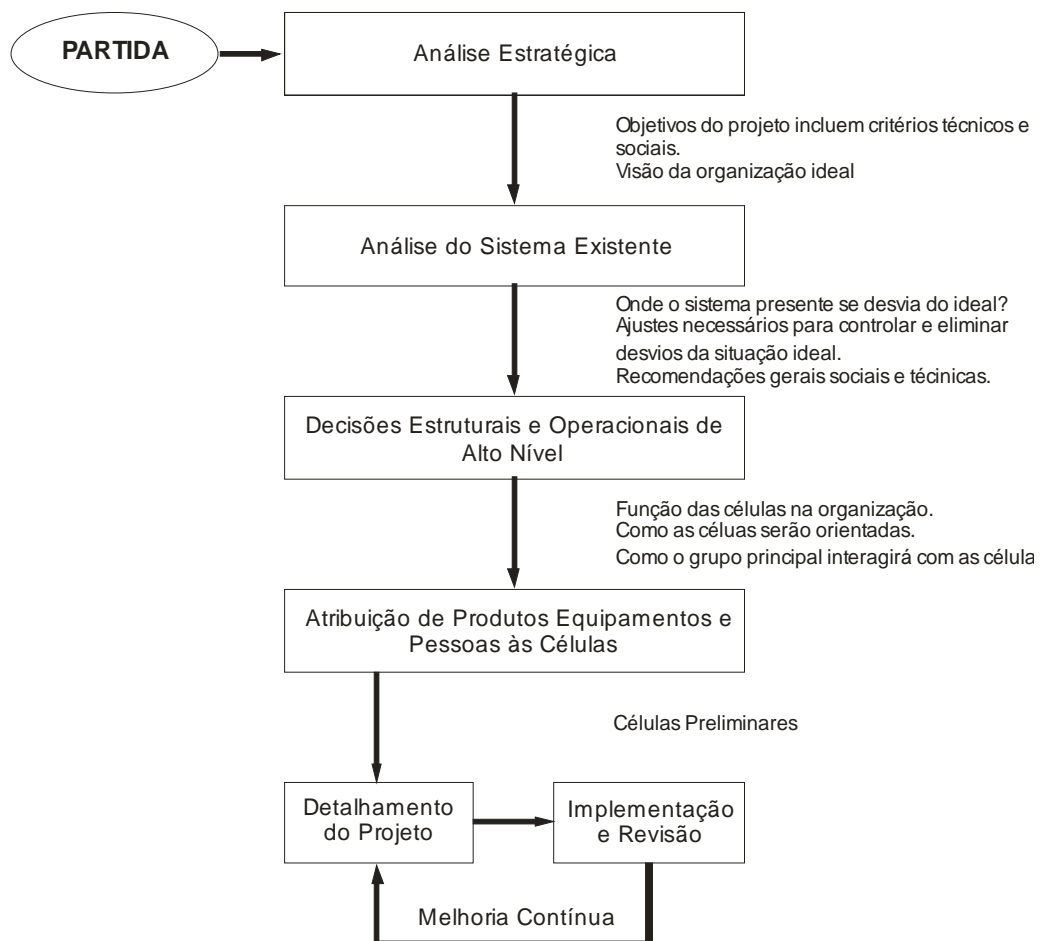 PARTIDA
Análise Estratégica
Objetivos do projeto incluem critérios técnicos e
sociais.
Visão da organização ideal
Análise do Sistema Existente
Onde o sistema presente se desvia do ideal?
Ajustes necessários para controlar e eliminar
desvios da situação ideal.
Recomendações gerais sociais e técinicas.
Decisões Estruturais e Operacionais de
Alto Nível
Função das células na organização.
Como as céluas serão orientadas.
Como o grupo principal interagirá com as célula
Atribuição de Produtos Equipamentos e
Pessoas às Células
Células Preliminares
Detalhamento
do Projeto
Implementação
e Revisão
Melhoria Contínua